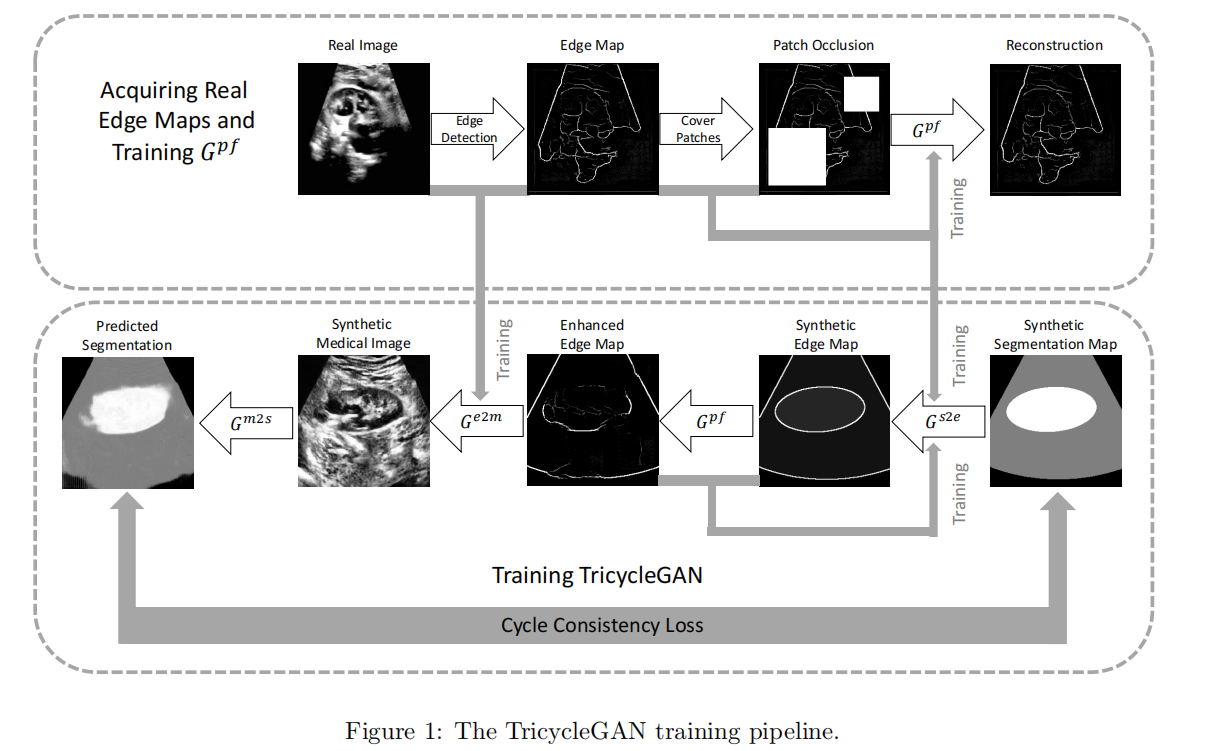 Real Image
Edge Map
Patch Occlusion
Reconstruction
Acquiring Real
Edge Maps and
Training G^{pf}
Edge
Detection
Cover
Patches
G^{pf}
Training
Predicted
Segmentation
Synthetic
Medical Image
Training
Enhanced
Edge Map
Synthetic
Edge Map
Training
Synthetic
Segmentation Map
G^{m2s}
G^{e2m}
G^{pf}
G^{s2e}
Training
Training TricycleGAN
Cycle Consistency Loss
Figure 1: The TricycleGAN training pipeline.